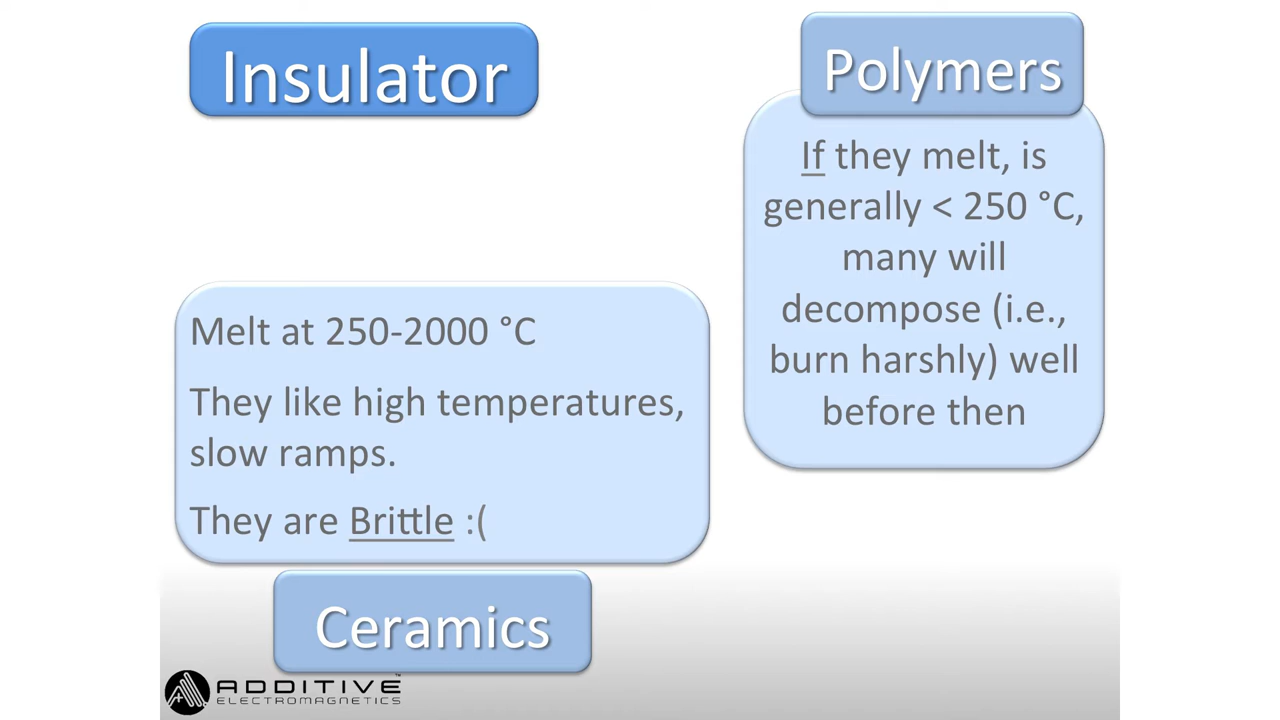 Insulator
Polymers
If they melt, is
generally < 250 °C,
many will
decompose (i.e.,
burn harshly) well
before then
Melt at 250-2000 °C
They like high temperatures,
slow ramps.
They are Brittle :(
Ceramics
ADDITIVE™
ELECTROMAGNETICS